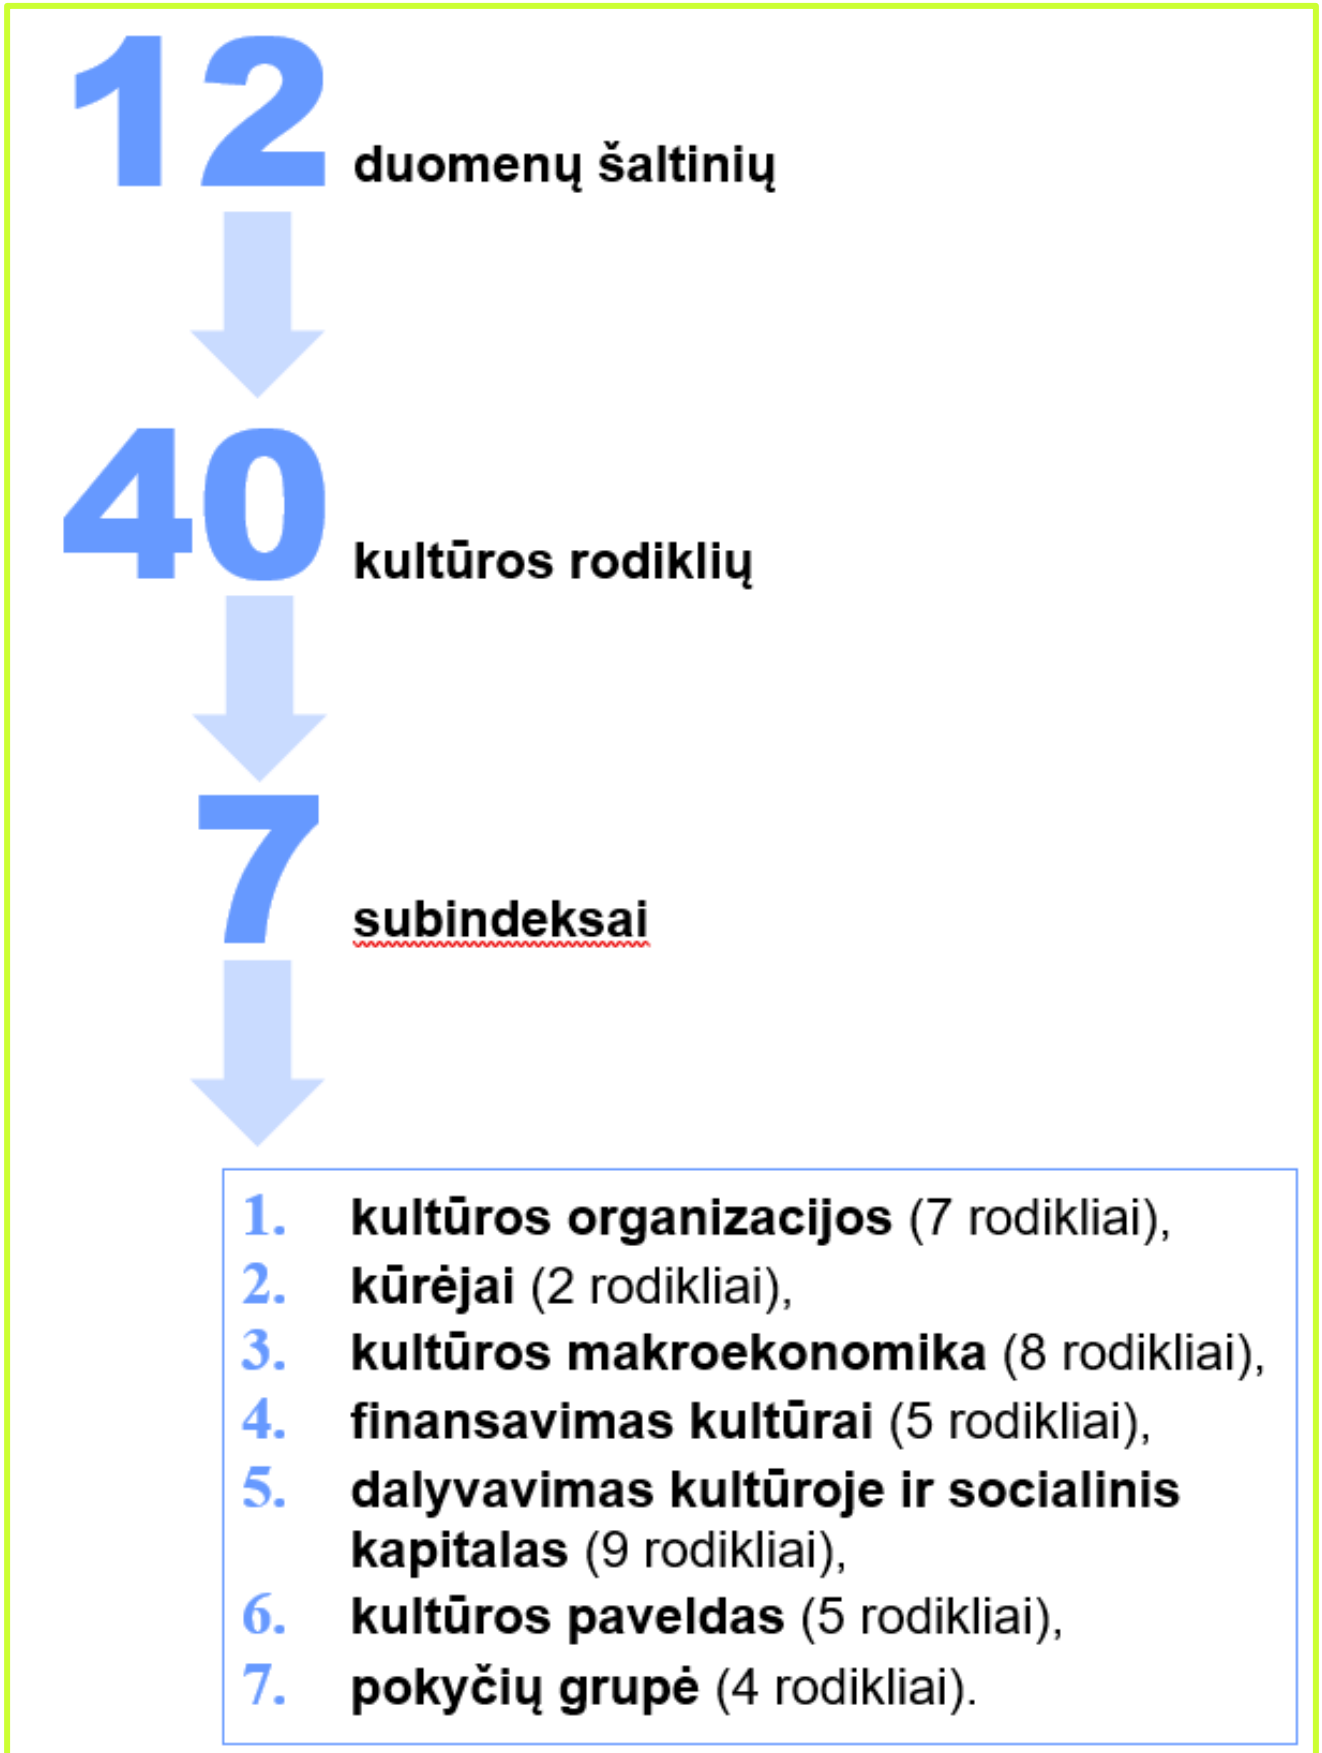 12 duomenų šaltinių
40 kultūros rodiklių
7 subindeksai
1. kultūros organizacijos (7 rodikliai),
2. kūrėjai (2 rodikliai),
3. kultūros makroekonomika (8 rodikliai),
4. finansavimas kultūrai (5 rodikliai),
5. dalyvavimas kultūroje ir socialinis
kapitalas (9 rodikliai),
6. kultūros paveldas (5 rodikliai),
7. pokyčių grupė (4 rodikliai).